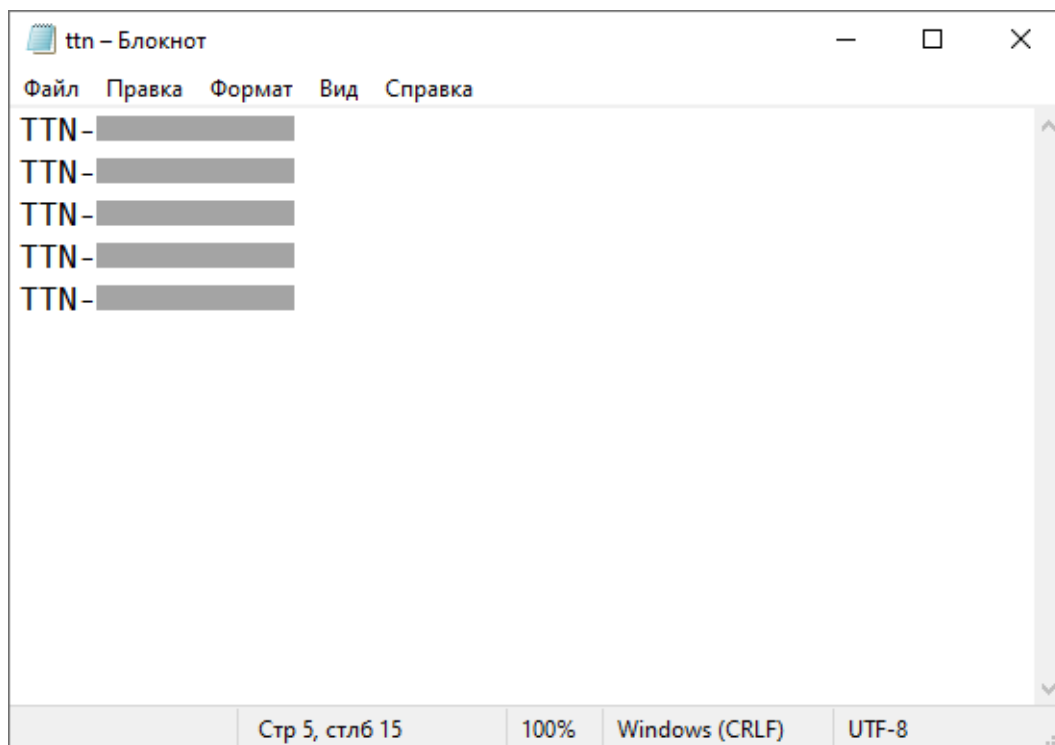 ttn – Блокнот
Файл Правка Формат Вид Справка
TTN-
TTN-
TTN-
TTN-
TTN-
Стр 5, стлб 15 100% Windows (CRLF) UTF-8